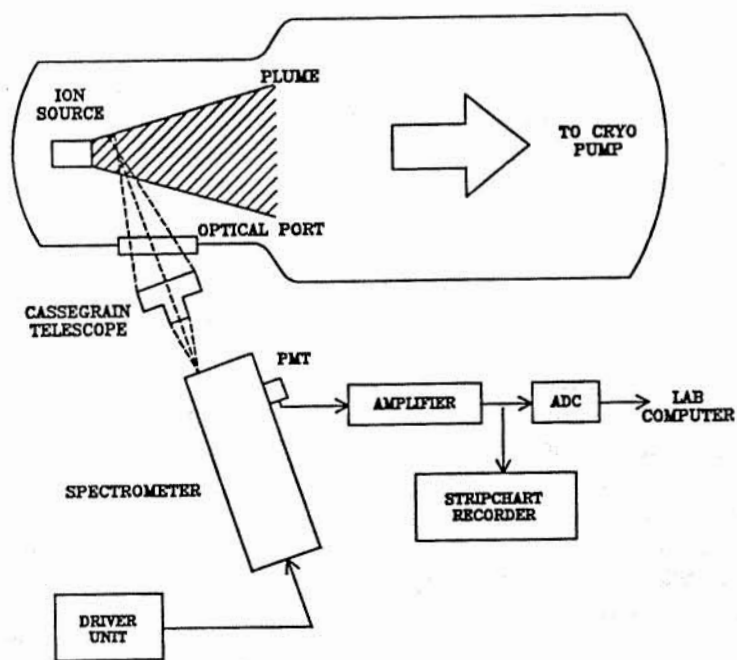 PLUME
ION
SOURCE
TO CRYO
PUMP
OPTICAL PORT
CASSEGRAIN
TELESCOPE
PMT
AMPLIFIER
ADC
LAB
COMPUTER
SPECTROMETER
STRIPCHART
RECORDER
DRIVER
UNIT